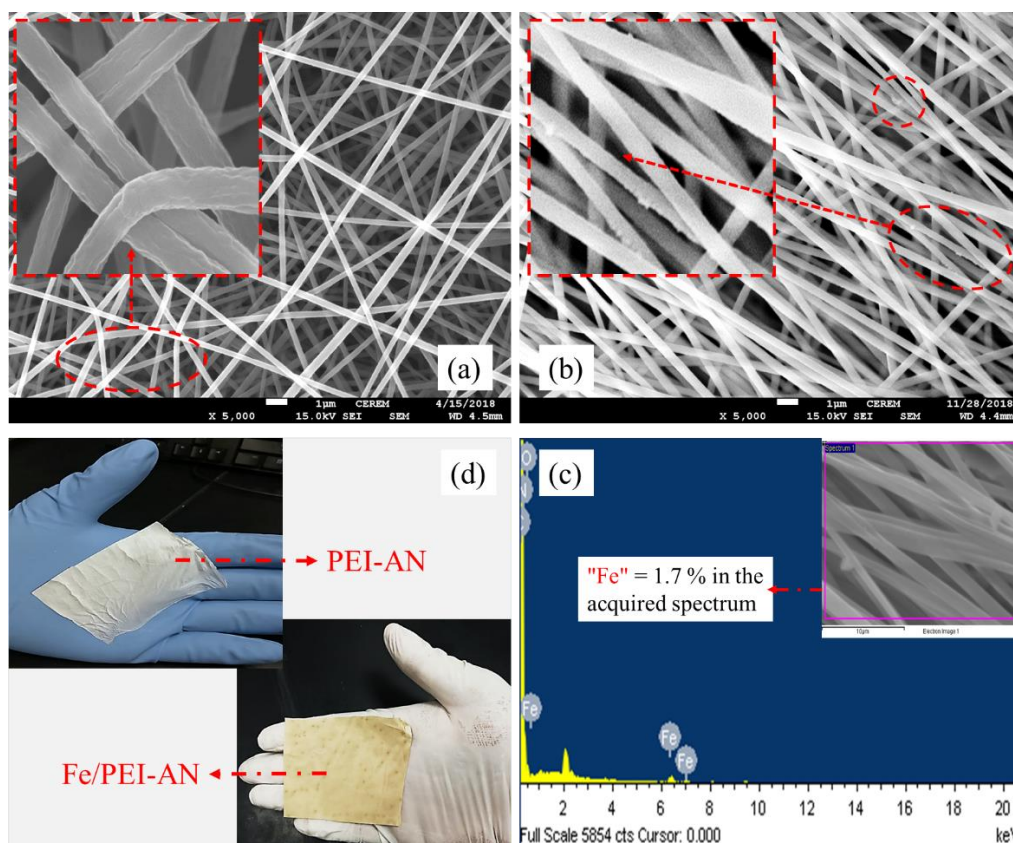 (a)
1µm CEREM 4/15/2018
X 5,000 15.0kV SEI SEM WD 4.5mm
(b)
1µm CEREM 11/28/2018
X 5,000 15.0kV SEI SEM WD 4.4mm
(d)
PEI-AN
Fe/PEI-AN
(c)
O
N
Spectrum 1
"Fe" = 1.7 % in the
acquired spectrum
10µm Electron Image 1
Fe
Fe
Fe
2 4 6 8 10 12 14 16 18 20
Full Scale 5854 cts Cursor: 0.000 keV